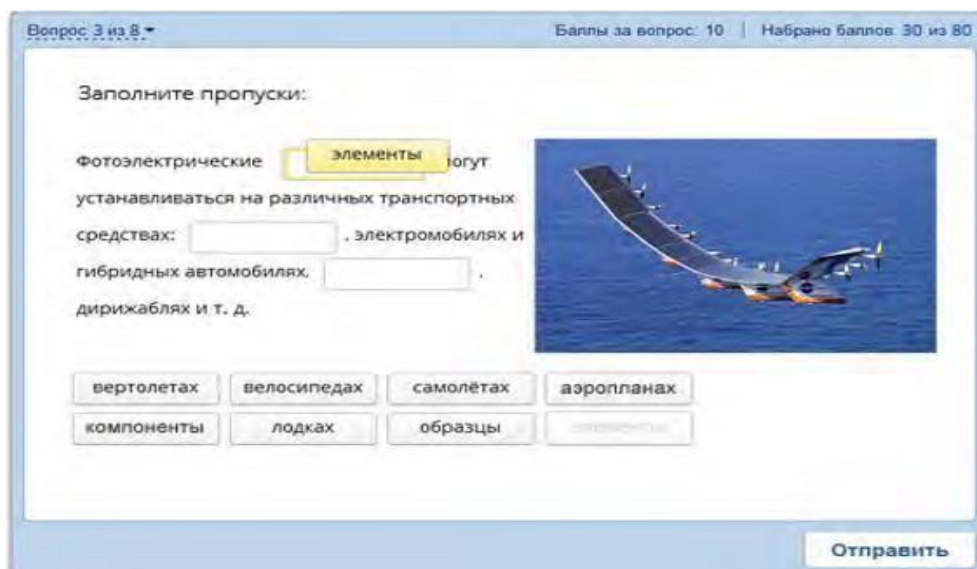 Вопрос 3 из 8
Баллы за вопрос: 10 | Набрано баллов: 30 из 80
Заполните пропуски:
Фотоэлектрические элементы могут
устанавливаться на различных транспортных
средствах: , электромобилях и
гибридных автомобилях, ,
дирижаблях и т. д.
вертолетах велосипедах самолётах аэропланах
компоненты лодках образцы
Отправить